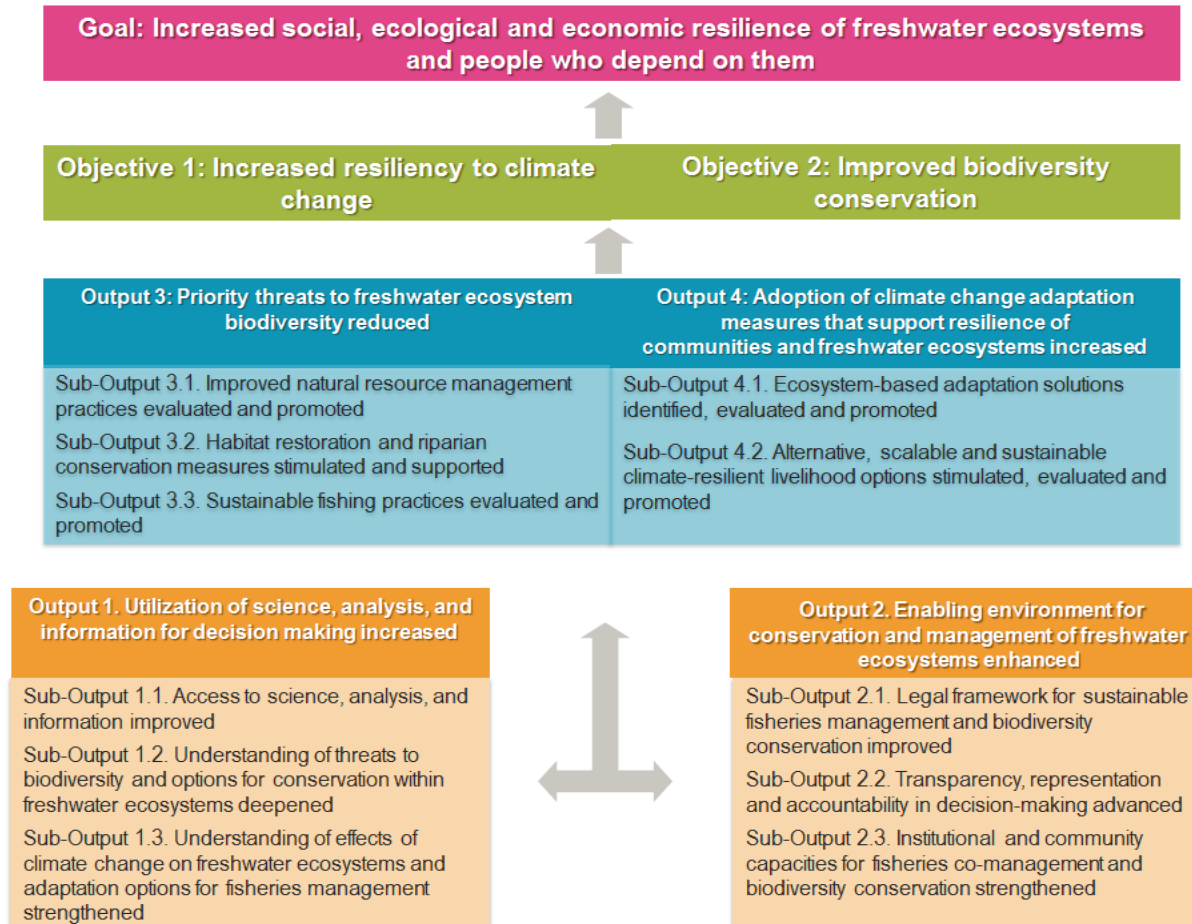 Goal: Increased social, ecological and economic resilience of freshwater ecosystems
and people who depend on them
Objective 1: Increased resiliency to climate
change
Objective 2: Improved biodiversity
conservation
Output 3: Priority threats to freshwater ecosystem
biodiversity reduced
Sub-Output 3.1. Improved natural resource management
practices evaluated and promoted
Sub-Output 3.2. Habitat restoration and riparian
conservation measures stimulated and supported
Sub-Output 3.3. Sustainable fishing practices evaluated and
promoted
Output 4: Adoption of climate change adaptation
measures that support resilience of
communities and freshwater ecosystems increased
Sub-Output 4.1. Ecosystem-based adaptation solutions
identified, evaluated and promoted
Sub-Output 4.2. Alternative, scalable and sustainable
climate-resilient livelihood options stimulated, evaluated and
promoted
Output 1. Utilization of science, analysis, and
information for decision making increased
Sub-Output 1.1. Access to science, analysis, and
information improved
Sub-Output 1.2. Understanding of threats to
biodiversity and options for conservation within
freshwater ecosystems deepened
Sub-Output 1.3. Understanding of effects of
climate change on freshwater ecosystems and
adaptation options for fisheries management
strengthened
Output 2. Enabling environment for
conservation and management of freshwater
ecosystems enhanced
Sub-Output 2.1. Legal framework for sustainable
fisheries management and biodiversity
conservation improved
Sub-Output 2.2. Transparency, representation
and accountability in decision-making advanced
Sub-Output 2.3. Institutional and community
capacities for fisheries co-management and
biodiversity conservation strengthened